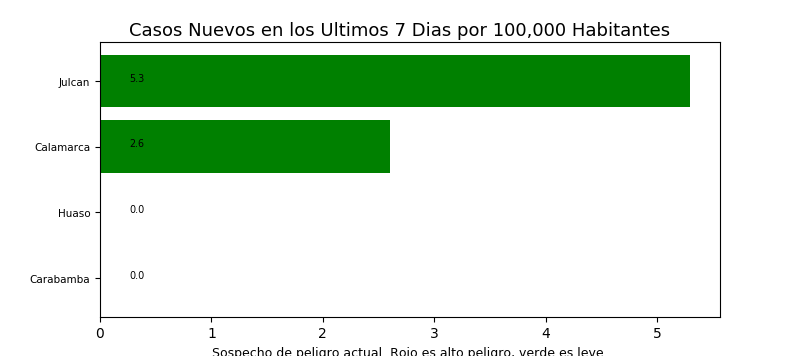 Casos Nuevos en los Ultimos 7 Dias por 100,000 Habitantes
Julcan
5.3
Calamarca
2.6
Huaso
0.0
Carabamba
0.0
0 1 2 3 4 5
Sospecho de peligro actual. Rojo es alto peligro, verde es leve